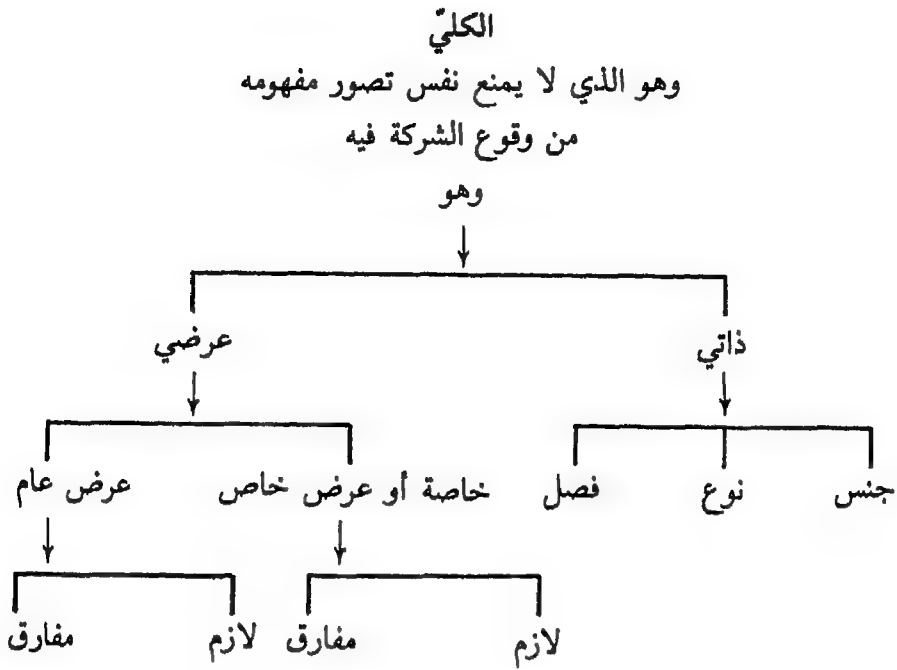 الكليّ
وهو الذي لا يمنع نفس تصور مفهومه
من وقوع الشركة فيه
وهو
ذاتي عرضي
جنس نوع فصل خاصة أو عرض خاص عرض عام
لازم مفارق لازم مفارق